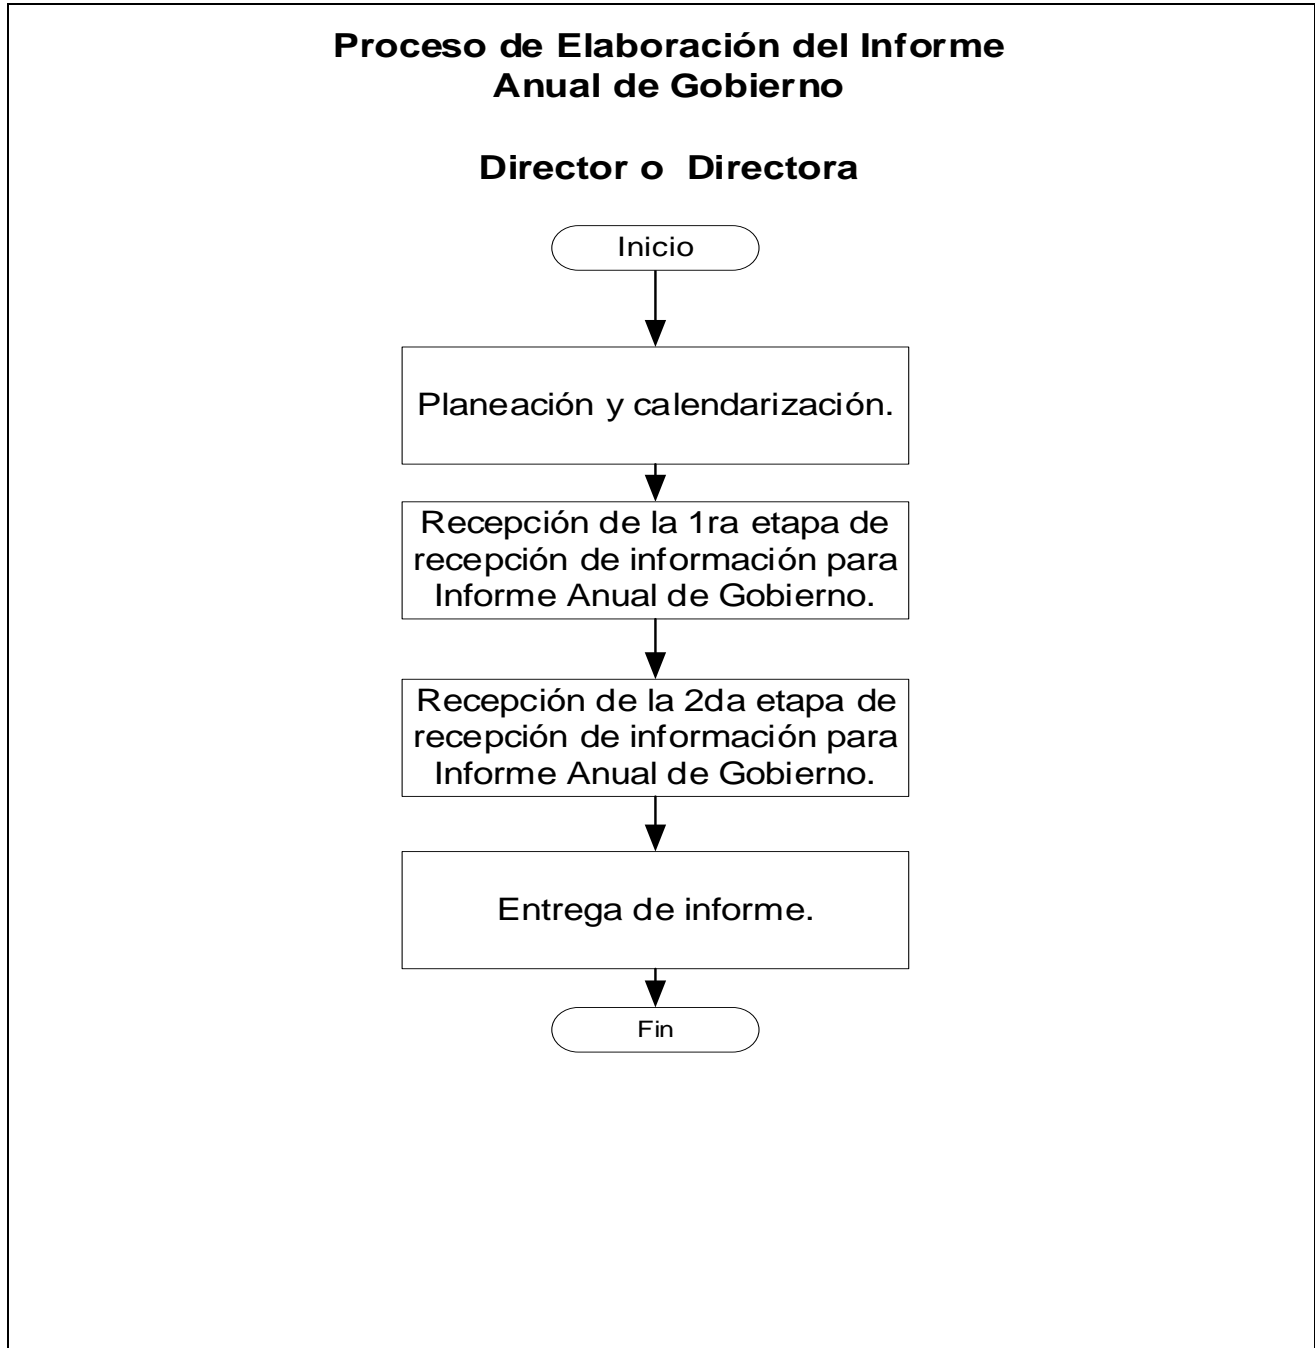 Proceso de Elaboración del Informe
Anual de Gobierno
Director o Directora
Inicio
Planeación y calendarización.
Recepción de la 1ra etapa de
recepción de información para
Informe Anual de Gobierno.
Recepción de la 2da etapa de
recepción de información para
Informe Anual de Gobierno.
Entrega de informe.
Fin